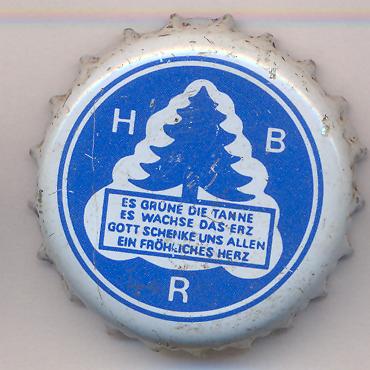 H B
ES GRÜNE DIE TANNE
ES WACHSE DAS ERZ
GOTT SCHENKE UNS ALLEN
EIN FRÖHLICHES HERZ
R